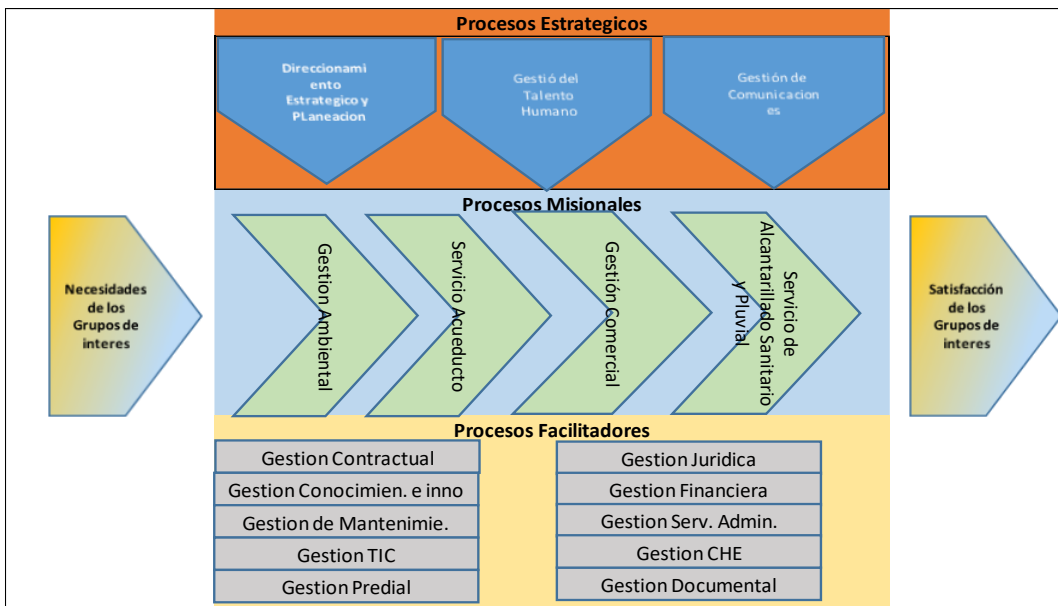 Procesos Estrategicos
Direccionami
ento
Estrategico y
PLaneacion
Gestió del
Talento
Humano
Gestión de
Comunicacion
es
Procesos Misionales
Necesidades
de los
Grupos de
interes
Gestion Ambiental
Servicio Acueducto
Gestión Comercial
Servicio de
Alcantarillado Sanitario
y Pluvial
Satisfacción
de los
Grupos de
interes
Procesos Facilitadores
Gestion Contractual
Gestion Conocimien. e inno
Gestion de Mantenimie.
Gestion TIC
Gestion Predial
Gestion Juridica
Gestion Financiera
Gestion Serv. Admin.
Gestion CHE
Gestion Documental